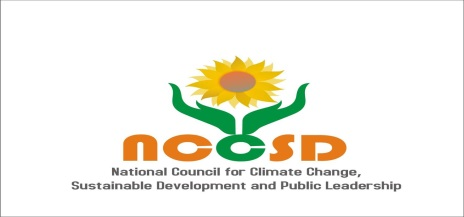 NCCSD
National Council for Climate Change,
Sustainable Development and Public Leadership